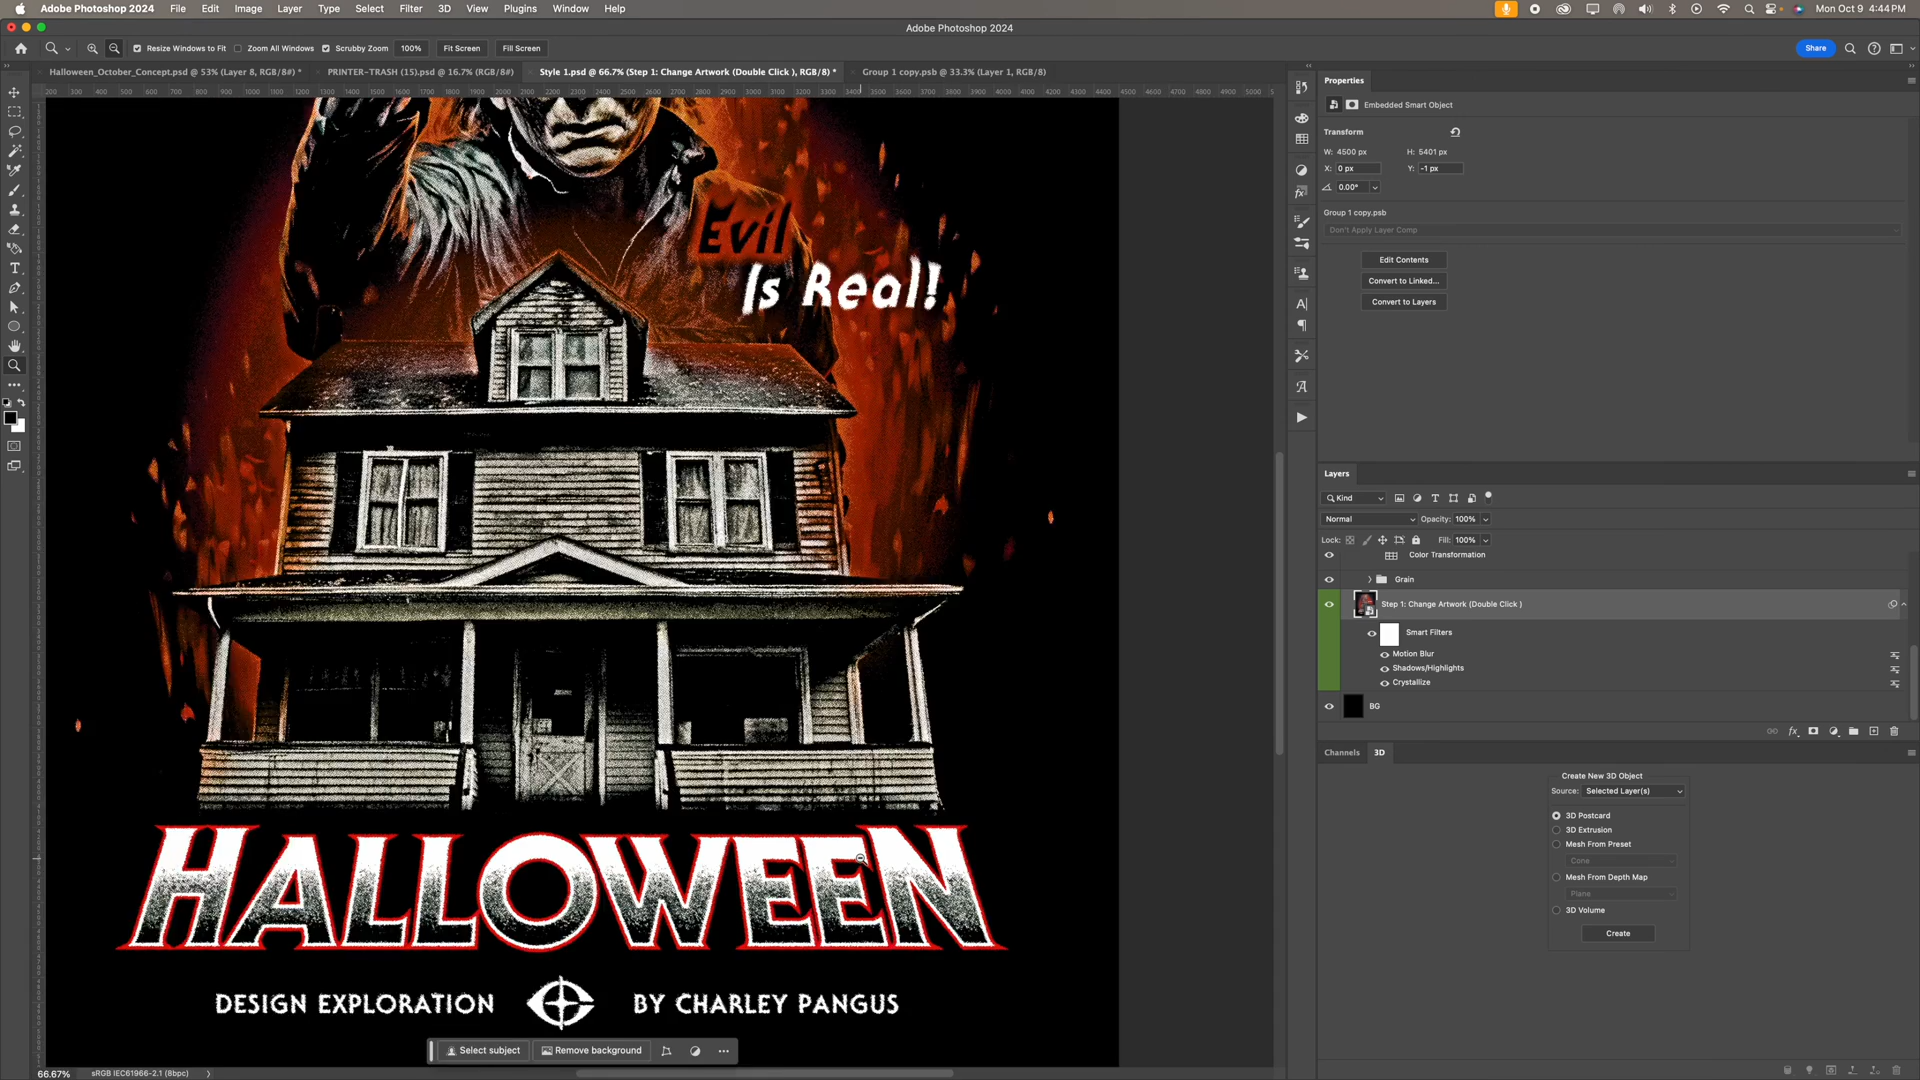 Adobe Photoshop 2024 File Edit Image Layer Type Select Filter 3D View Plugins Window Help Mon Oct 9 4:44 PM
Adobe Photoshop 2024
Resize Windows to Fit Zoom All Windows Scrubby Zoom 100% Fit Screen Fill Screen Share
Halloween_October_Concept.psd @ 53% (Layer 8, RGB/8#) * PRINTER-TRASH (15).psd @ 16.7% (RGB/8#) Style 1.psd @ 66.7% (Step 1: Change Artwork (Double Click ), RGB/8) * Group 1 copy.psb @ 33.3% (Layer 1, RGB/8)
Evil
Is Real!
HALLOWEEN
DESIGN EXPLORATION BY CHARLEY PANGUS
Select subject Remove background
66.67% sRGB IEC61966-2.1 (8bpc)
Properties
Embedded Smart Object
Transform
W: 4500 px H: 5401 px
X: 0 px Y: -1 px
0.00°
Group 1 copy.psb
Don't Apply Layer Comp
Edit Contents
Convert to Linked...
Convert to Layers
Layers
Kind
Normal Opacity: 100%
Lock: Fill: 100%
Color Transformation
Grain
Step 1: Change Artwork (Double Click )
Smart Filters
Motion Blur
Shadows/Highlights
Crystallize
BG
Channels 3D
Create New 3D Object
Source: Selected Layer(s)
3D Postcard
3D Extrusion
Mesh From Preset
Cone
Mesh From Depth Map
Plane
3D Volume
Create